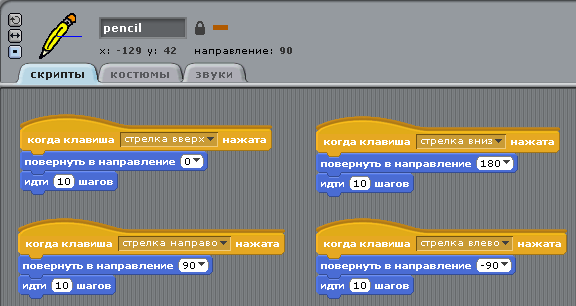 pencil
x: -129 y: 42 направление: 90
скрипты костюмы звуки
когда клавиша стрелка вверх нажата
повернуть в направление 0
идти 10 шагов
когда клавиша стрелка вниз нажата
повернуть в направление 180
идти 10 шагов
когда клавиша стрелка направо нажата
повернуть в направление 90
идти 10 шагов
когда клавиша стрелка влево нажата
повернуть в направление -90
идти 10 шагов